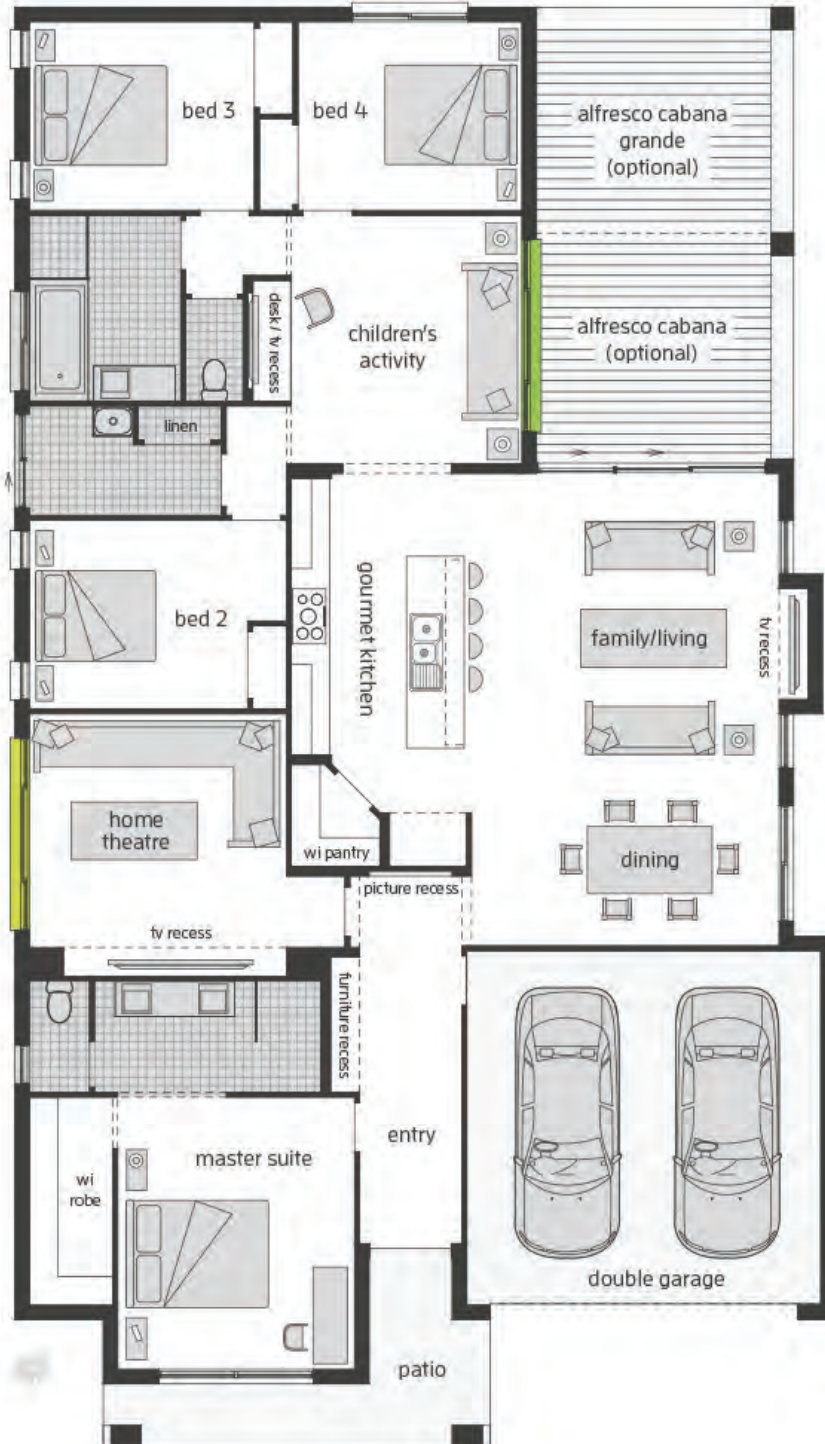 bed 3
bed 4
alfresco cabana
grande
(optional)
desk / tv recess
children's
activity
alfresco cabana
(optional)
linen
gourmet kitchen
bed 2
family/living
tv recess
home
theatre
wi pantry
dining
picture recess
tv recess
furniture recess
entry
master suite
wi
robe
double garage
patio